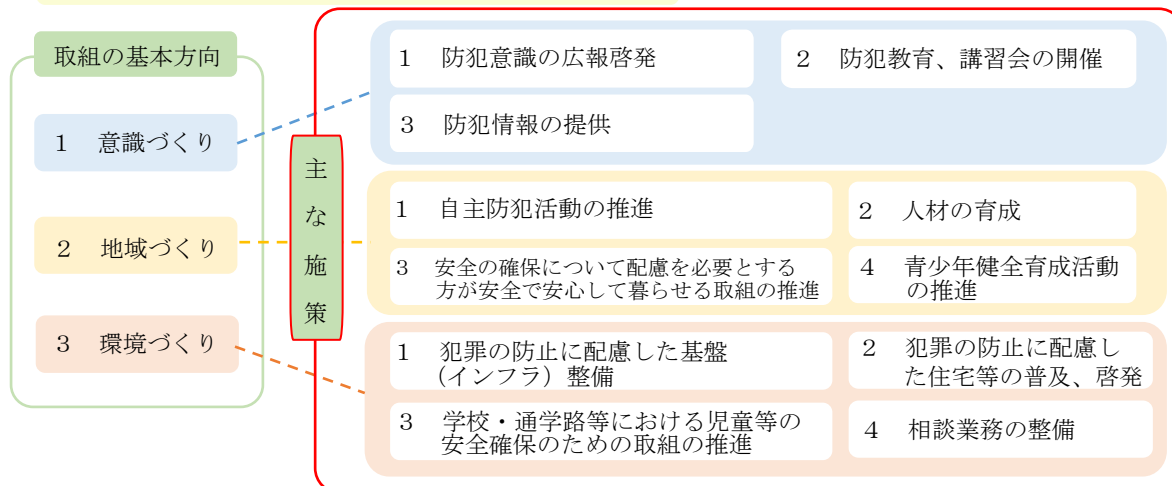 取組の基本方向
1 意識づくり
2 地域づくり
3 環境づくり
主な施策
1 防犯意識の広報啓発
2 防犯教育、講習会の開催
3 防犯情報の提供
1 自主防犯活動の推進
2 人材の育成
3 安全の確保について配慮を必要とする
方が安全で安心して暮らせる取組の推進
4 青少年健全育成活動
の推進
1 犯罪の防止に配慮した基盤
(インフラ）整備
2 犯罪の防止に配慮し
た住宅等の普及、啓発
3 学校・通学路等における児童等の
安全確保のための取組の推進
4 相談業務の整備